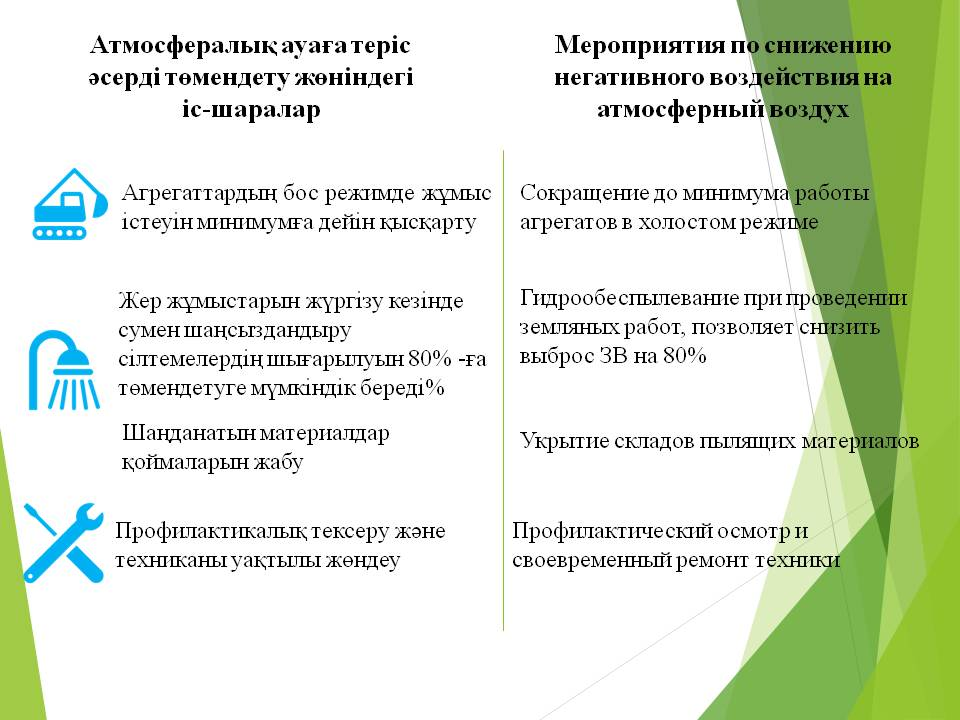 Атмосфералық ауаға теріс
әсерді төмендету жөніндегі
іс-шаралар
Мероприятия по снижению
негативного воздействия на
атмосферный воздух
Агрегаттардың бос режимде жұмыс
істеуін минимумға дейін қысқарту
Сокращение до минимума работы
агрегатов в холостом режиме
Жер жұмыстарын жүргізу кезінде
сумен шаңсыздандыру
сілтемелердің шығарылуын 80% -ға
төмендетуге мүмкіндік береді%
Гидрообеспылевание при проведении
земляных работ, позволяет снизить
выброс ЗВ на 80%
Шаңданатын материалдар
қоймаларын жабу
Укрытие складов пылящих материалов
Профилактикалық тексеру және
техниканы уақтылы жөндеу
Профилактический осмотр и
своевременный ремонт техники